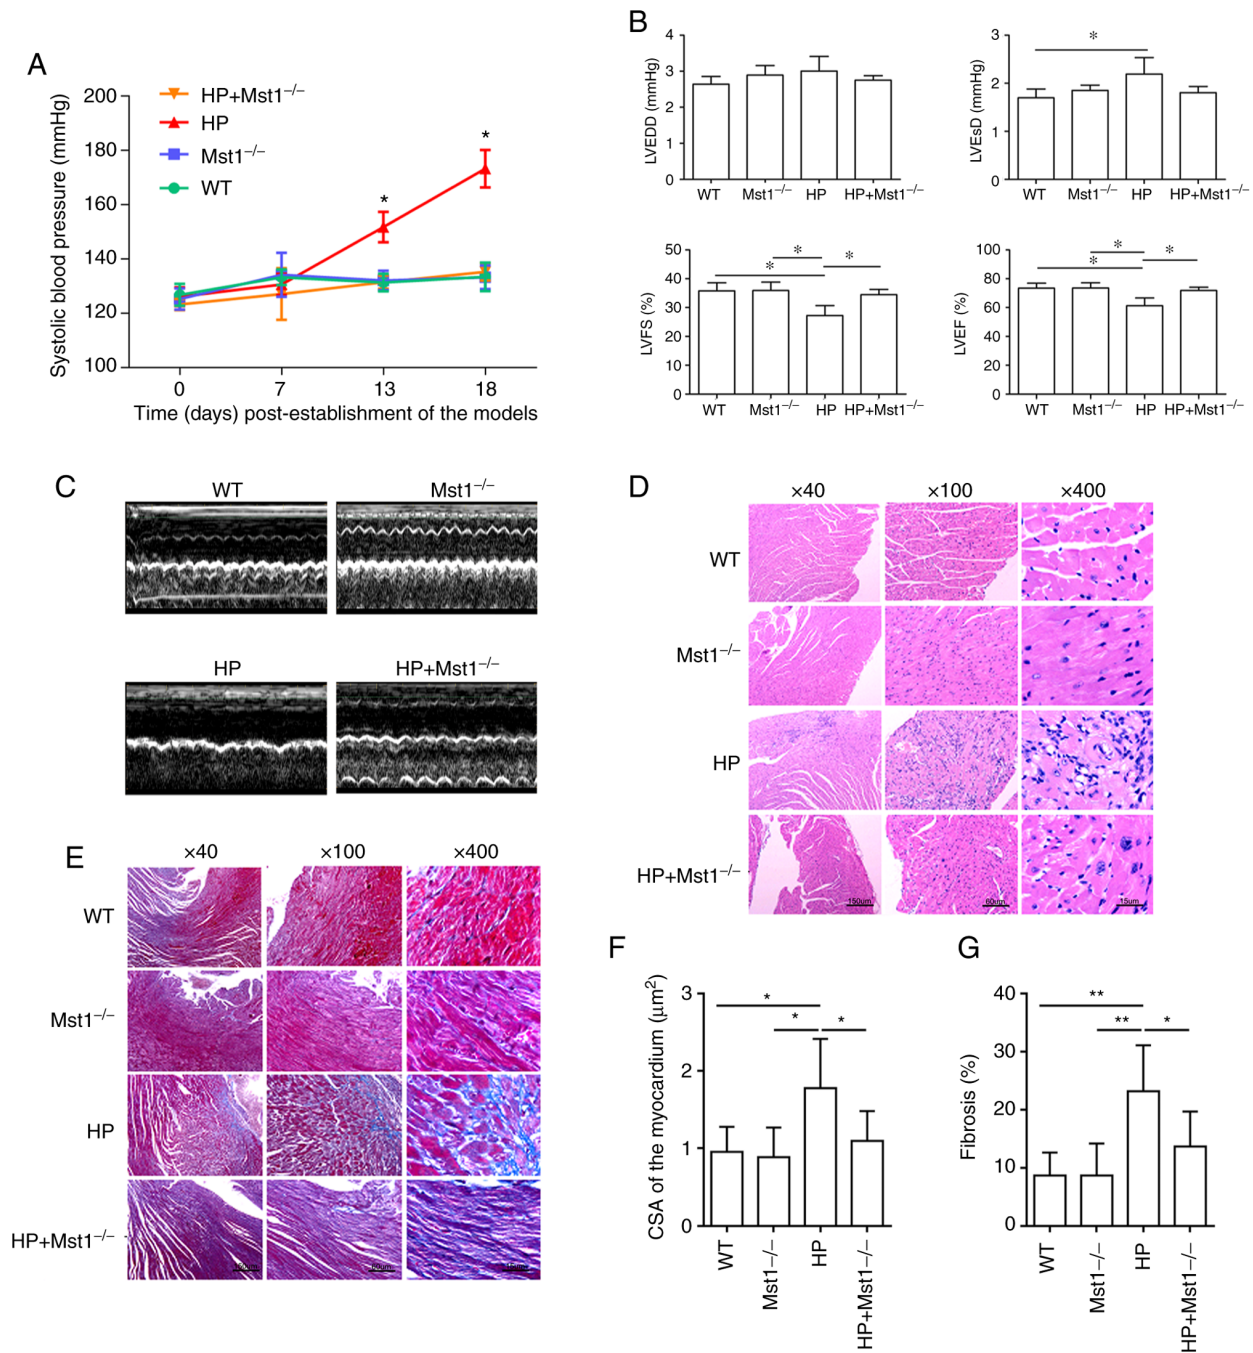 A
Systolic blood pressure (mmHg)
200
180
160
140
120
100
HP+Mst1–/–
HP
Mst1–/–
WT
*
*
0 7 13 18
Time (days) post-establishment of the models
B
LVEDD (mmHg)
4
3
2
1
0
WT Mst1–/– HP HP+Mst1–/–
LVEsD (mmHg)
3
2
1
0
*
WT Mst1–/– HP HP+Mst1–/–
LVFS (%)
50
40
30
20
10
0
*
* *
WT Mst1–/– HP HP+Mst1–/–
LVEF (%)
100
80
60
40
20
0
*
* *
WT Mst1–/– HP HP+Mst1–/–
C
WT Mst1–/–
HP HP+Mst1–/–
D
×40 ×100 ×400
WT
Mst1–/–
HP
HP+Mst1–/–
150um 60um 15um
E
×40 ×100 ×400
WT
Mst1–/–
HP
HP+Mst1–/–
F
CSA of the myocardium (µm2)
3
2
1
0
*
* *
WT
Mst1–/–
HP
HP+Mst1–/–
G
Fibrosis (%)
40
30
20
10
0
**
** *
WT
Mst1–/–
HP
HP+Mst1–/–